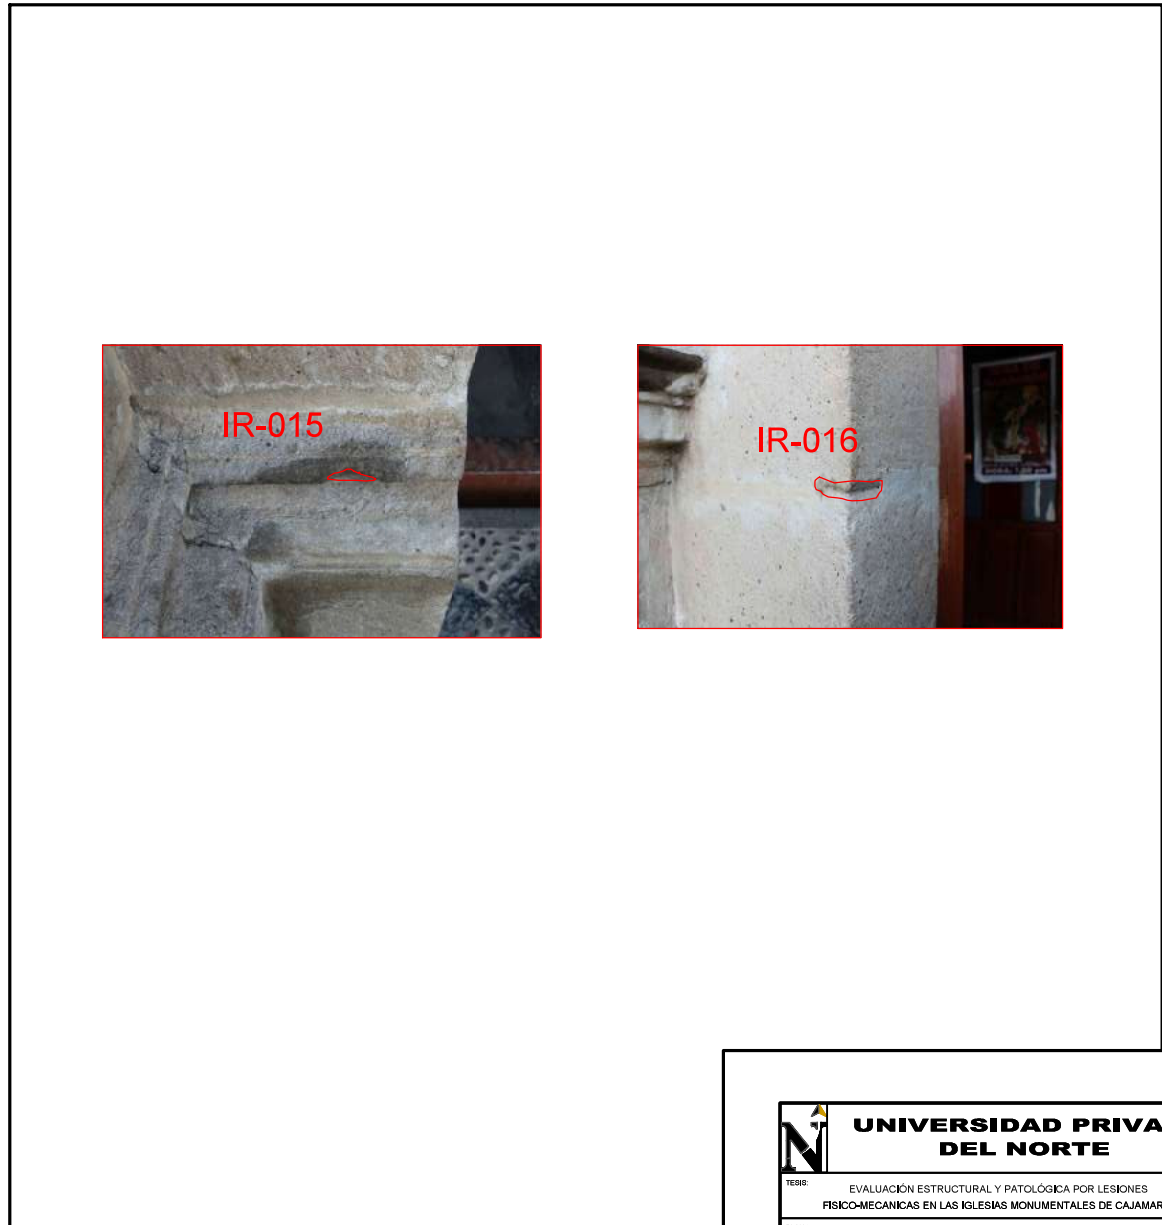 IR-015
IR-016
UNIVERSIDAD PRIVA
DEL NORTE
TESIS:
EVALUACIÓN ESTRUCTURAL Y PATOLÓGICA POR LESIONES
FISICO-MECANICAS EN LAS IGLESIAS MONUMENTALES DE CAJAMAR